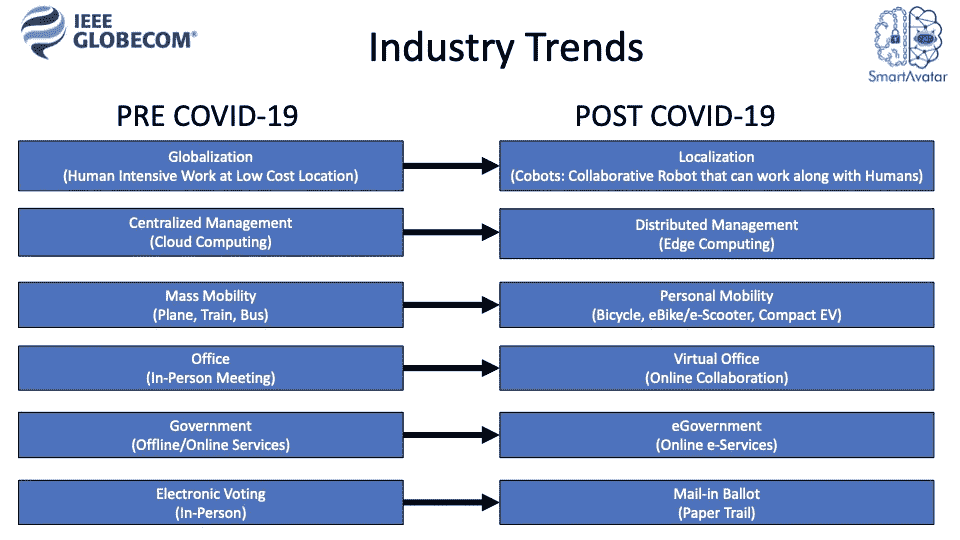 IEEE
GLOBECOM®
Industry Trends
SmartAvatar
PRE COVID-19
POST COVID-19
Globalization
(Human Intensive Work at Low Cost Location)
Localization
(Cobots: Collaborative Robot that can work along with Humans)
Centralized Management
(Cloud Computing)
Distributed Management
(Edge Computing)
Mass Mobility
(Plane, Train, Bus)
Personal Mobility
(Bicycle, eBike/e-Scooter, Compact EV)
Office
(In-Person Meeting)
Virtual Office
(Online Collaboration)
Government
(Offline/Online Services)
eGovernment
(Online e-Services)
Electronic Voting
(In-Person)
Mail-in Ballot
(Paper Trail)